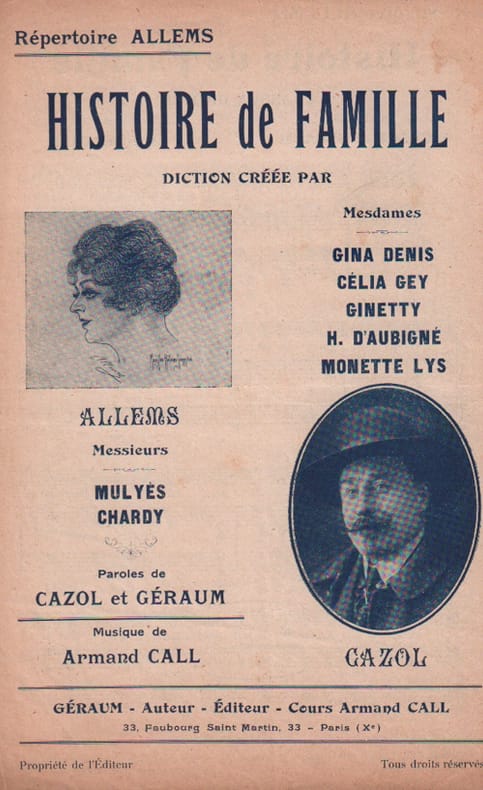 Répertoire ALLEMS
HISTOIRE de FAMILLE
DICTION CRÉÉE PAR
Mesdames
GINA DENIS
CÉLIA GEY
GINETTY
H. D'AUBIGNÉ
MONETTE LYS
ALLEMS
Messieurs
MULYÈS
CHARDY
Paroles de
CAZOL et GÉRAUM
Musique de
Armand CALL
CAZOL
GÉRAUM - Auteur - Éditeur - Cours Armand CALL
33, Faubourg Saint Martin, 33 - Paris (Xe)
Propriété de l'Éditeur
Tous droits réservés